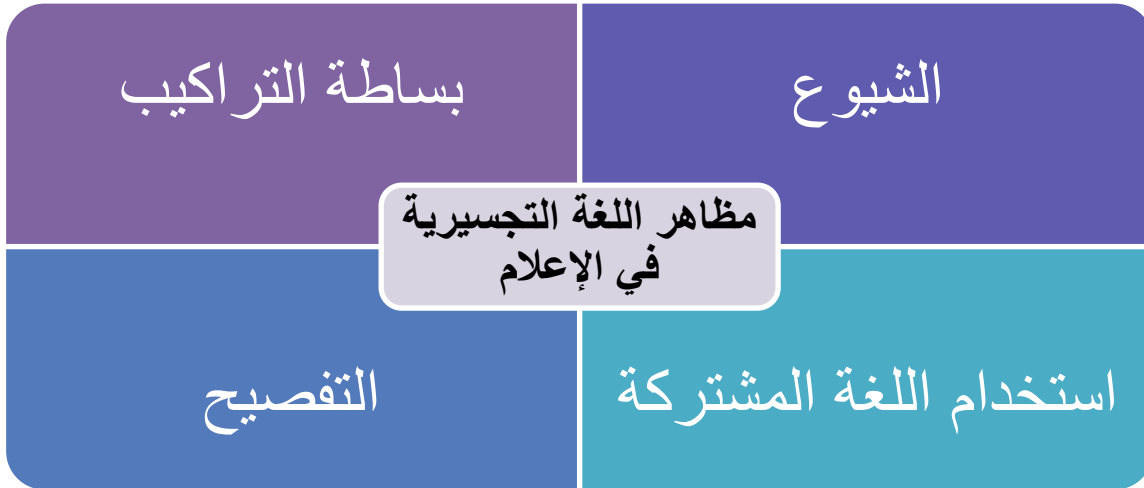 الشيوع
بساطة التراكيب
مظاهر اللغة التجسيرية
في الإعلام
استخدام اللغة المشتركة
التفصيح